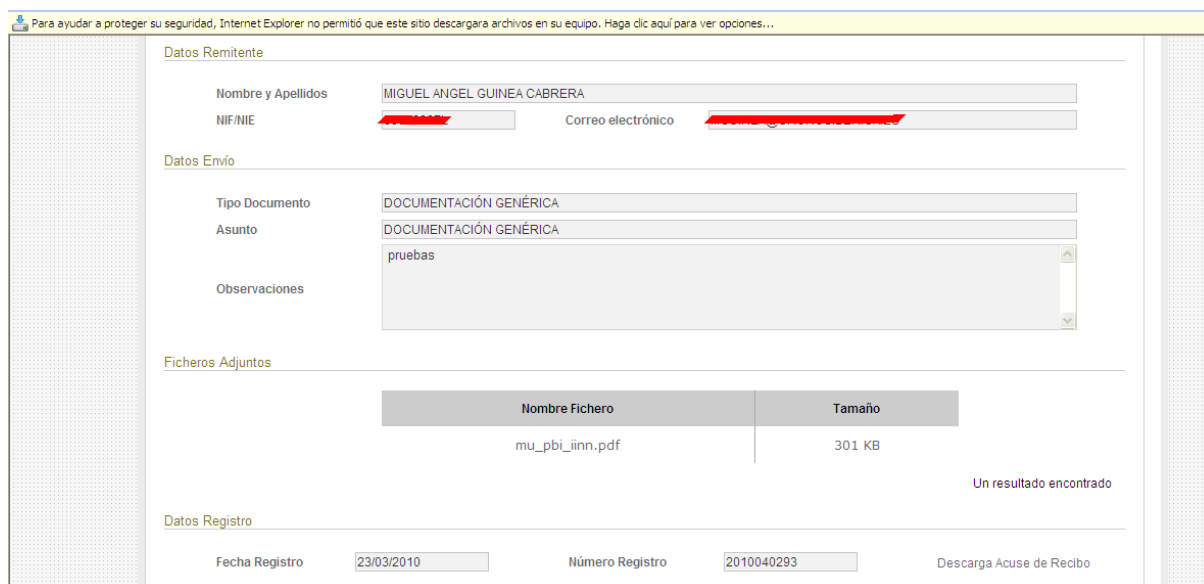 Para ayudar a proteger su seguridad, Internet Explorer no permitió que este sitio descargara archivos en su equipo. Haga clic aquí para ver opciones...
Datos Remitente
Nombre y Apellidos MIGUEL ANGEL GUINEA CABRERA
NIF/NIE Correo electrónico
Datos Envío
Tipo Documento DOCUMENTACIÓN GENÉRICA
Asunto DOCUMENTACIÓN GENÉRICA
Observaciones pruebas
Ficheros Adjuntos
Nombre Fichero Tamaño
mu_pbi_iinn.pdf 301 KB
Un resultado encontrado
Datos Registro
Fecha Registro 23/03/2010 Número Registro 2010040293 Descarga Acuse de Recibo